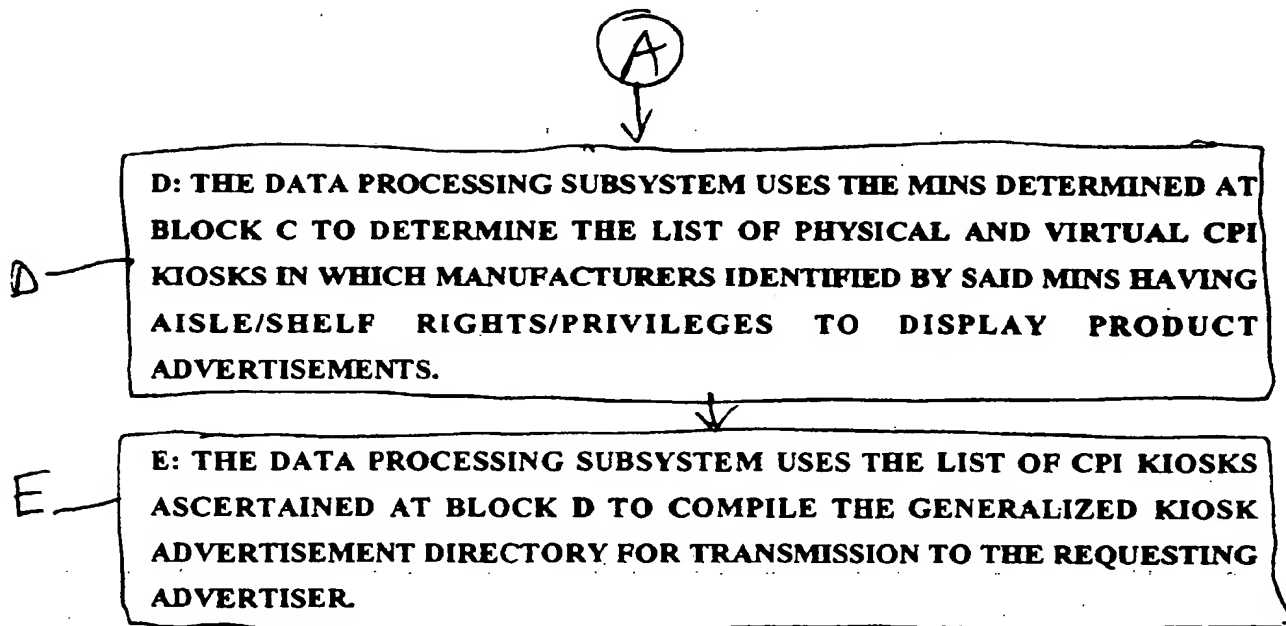 A
D: THE DATA PROCESSING SUBSYSTEM USES THE MINS DETERMINED AT
BLOCK C TO DETERMINE THE LIST OF PHYSICAL AND VIRTUAL CPI
KIOSKS IN WHICH MANUFACTURERS IDENTIFIED BY SAID MINS HAVING
AISLE/SHELF RIGHTS/PRIVILEGES TO DISPLAY PRODUCT
ADVERTISEMENTS.
D
E: THE DATA PROCESSING SUBSYSTEM USES THE LIST OF CPI KIOSKS
ASCERTAINED AT BLOCK D TO COMPILE THE GENERALIZED KIOSK
ADVERTISEMENT DIRECTORY FOR TRANSMISSION TO THE REQUESTING
ADVERTISER.
E